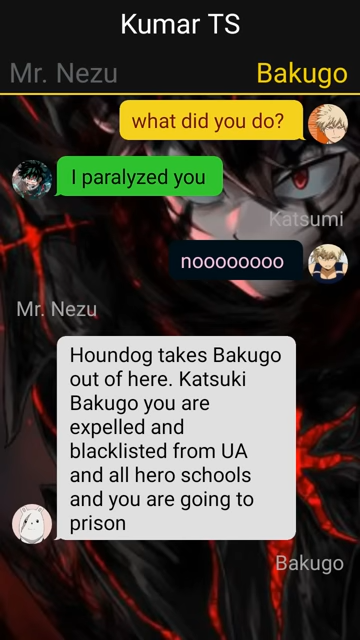 Kumar TS
Mr. Nezu
Bakugo
what did you do?
I paralyzed you
Katsumi
noooooooo
Mr. Nezu
Houndog takes Bakugo
out of here. Katsuki
Bakugo you are
expelled and
blacklisted from UA
and all hero schools
and you are going to
prison
Bakugo